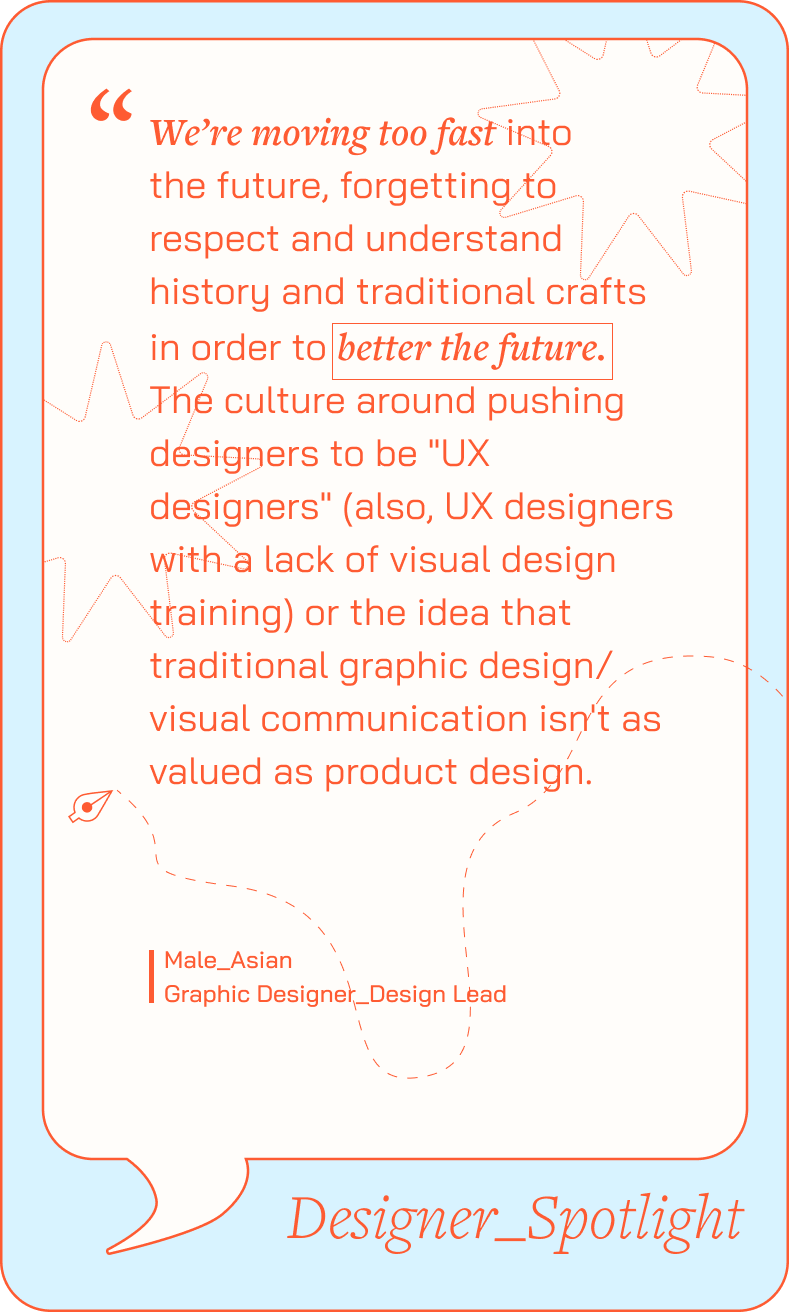 “ We’re moving too fast into
the future, forgetting to
respect and understand
history and traditional crafts
in order to better the future.
The culture around pushing
designers to be "UX
designers" (also, UX designers
with a lack of visual design
training) or the idea that
traditional graphic design/
visual communication isn't as
valued as product design.
Male_Asian
Graphic Designer_Design Lead
Designer_Spotlight